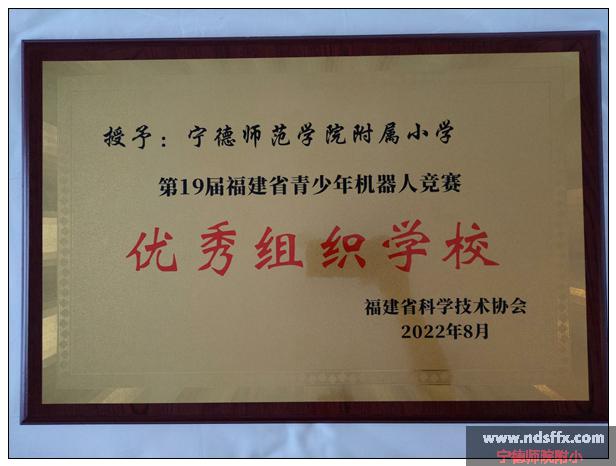 授予：宁德师范学院附属小学
第19届福建省青少年机器人竞赛
优秀组织学校
福建省科学技术协会
2022年8月
www.ndsffx.com
宁德师院附小